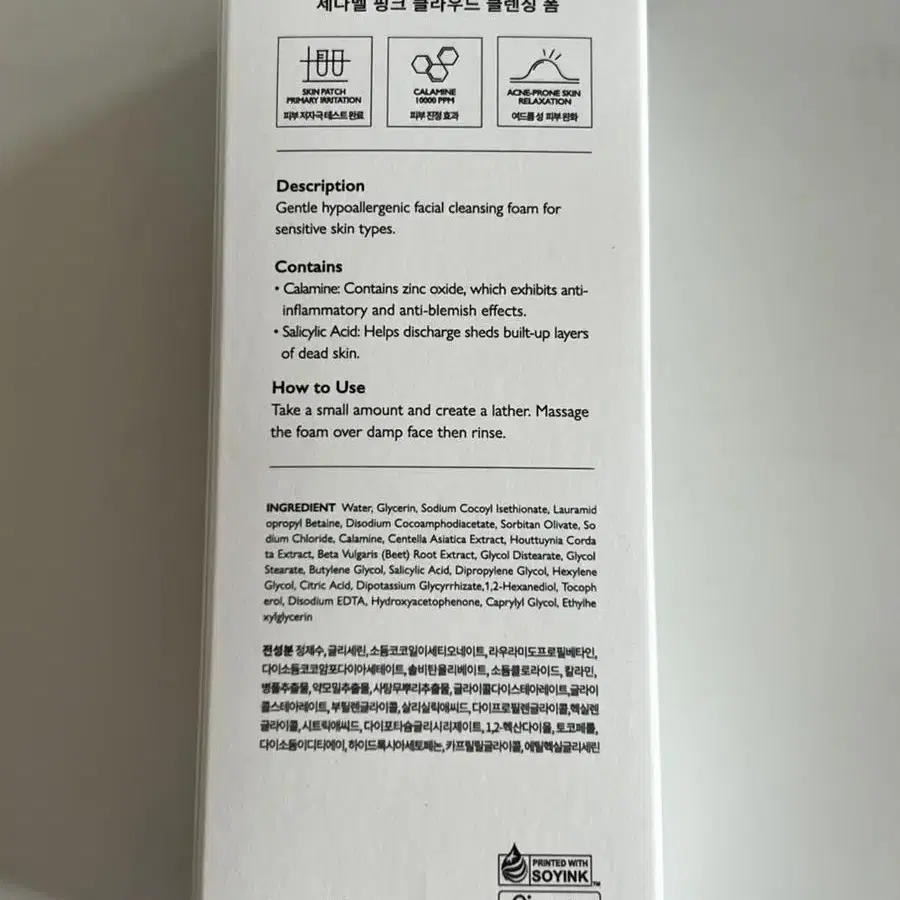 세나벨 핑크 클라우드 클렌징 폼
SKIN PATCH
PRIMARY IRRITATION
피부 저자극 테스트 완료
CALAMINE
10000 PPM
피부 진정 효과
ACNE-PRONE SKIN
RELAXATION
여드름성 피부 완화
Description
Gentle hypoallergenic facial cleansing foam for
sensitive skin types.
Contains
• Calamine: Contains zinc oxide, which exhibits anti-
inflammatory and anti-blemish effects.
• Salicylic Acid: Helps discharge sheds built-up layers
of dead skin.
How to Use
Take a small amount and create a lather. Massage
the foam over damp face then rinse.
INGREDIENT Water, Glycerin, Sodium Cocoyl Isethionate, Lauramid
opropyl Betaine, Disodium Cocoamphodiacetate, Sorbitan Olivate, So
dium Chloride, Calamine, Centella Asiatica Extract, Houttuynia Corda
ta Extract, Beta Vulgaris (Beet) Root Extract, Glycol Distearate, Glycol
Stearate, Butylene Glycol, Salicylic Acid, Dipropylene Glycol, Hexylene
Glycol, Citric Acid, Dipotassium Glycyrrhizate,1,2-Hexanediol, Tocoph
erol, Disodium EDTA, Hydroxyacetophenone, Caprylyl Glycol, Ethylhe
xylglycerin
전성분 정제수,글리세린,소듐코코일이세티오네이트,라우라미도프로필베타인,
다이소듐코코암포다이아세테이트,솔비탄올리베이트,소듐클로라이드,칼라민,
병풀추출물,약모밀추출물,사탕무뿌리추출물,글라이콜다이스테아레이트,글라이
콜스테아레이트,부틸렌글라이콜,살리실릭애씨드,다이프로필렌글라이콜,헥실렌
글라이콜,시트릭애씨드,다이포타슘글리시리제이트,1,2-헥산다이올,토코페롤,
다이소듐이디티에이,하이드록시아세토페논,카프릴릴글라이콜,에틸헥실글리세린
PRINTED WITH
SOYINK
TM